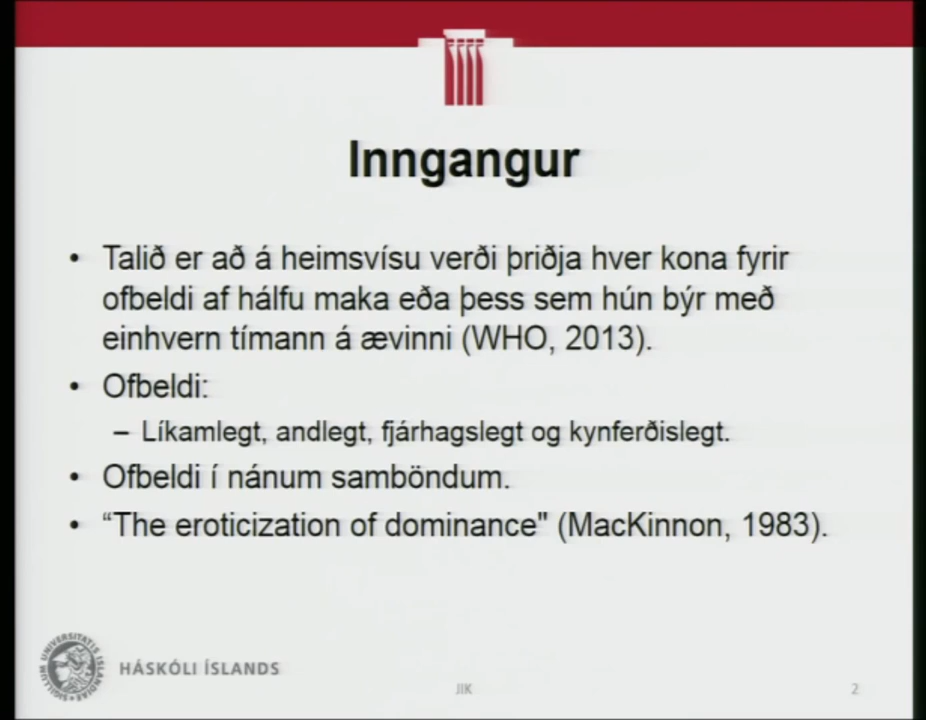 Inngangur
• Talið er að á heimsvísu verði þriðja hver kona fyrir
ofbeldi af hálfu maka eða þess sem hún býr með
einhvern tímann á ævinni (WHO, 2013).
• Ofbeldi:
– Líkamlegt, andlegt, fjárhagslegt og kynferðislegt.
• Ofbeldi í nánum samböndum.
• “The eroticization of dominance" (MacKinnon, 1983).
HÁSKÓLI ÍSLANDS
JIK
2